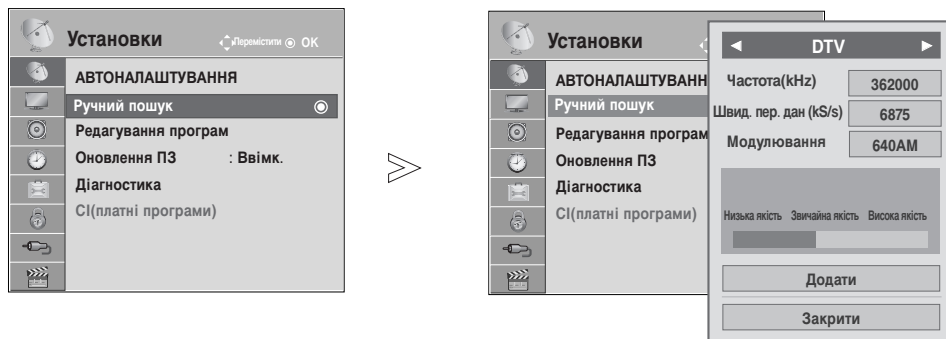 Установки Перемістити OK
АВТОНАЛАШТУВАННЯ
Ручний пошук
Редагування програм
Оновлення ПЗ : Ввімк.
Діагностика
CI(платні програми)
Установки
АВТОНАЛАШТУВАНН
Ручний пошук
Редагування програм
Оновлення ПЗ
Діагностика
CI(платні програми)
DTV
Частота(kHz) 362000
Швид. пер. дан (kS/s) 6875
Модулювання 640AM
Низька якість Звичайна якість Висока якість
Додати
Закрити